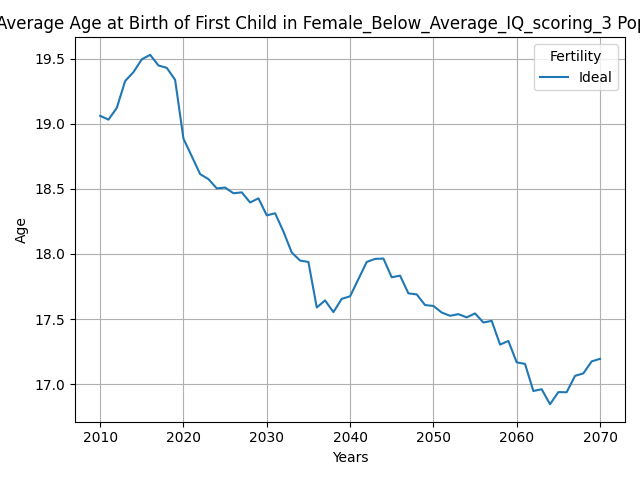 Average Age at Birth of First Child in Female_Below_Average_IQ_scoring_3
Fertility
Ideal
19.5
19.0
18.5
18.0
17.5
17.0
Age
2010 2020 2030 2040 2050 2060 2070
Years